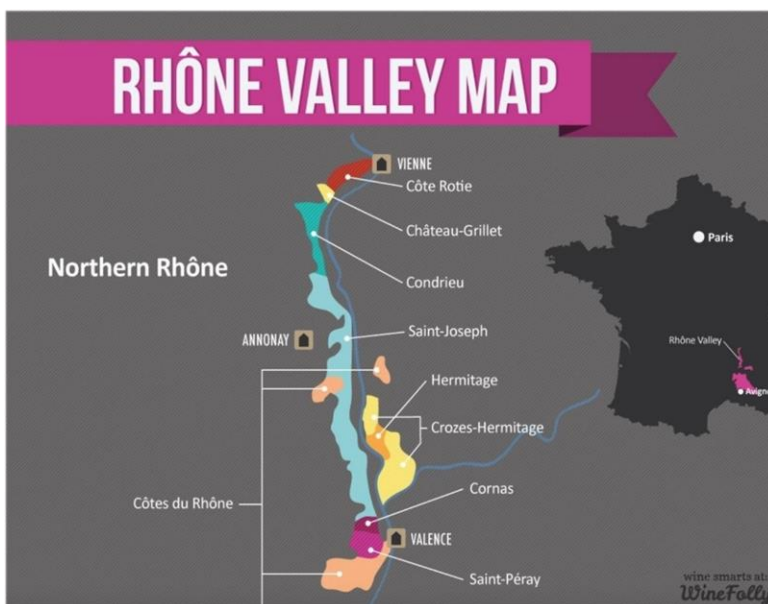 RHÔNE VALLEY MAP
VIENNE
Côte Rotie
Château-Grillet
Northern Rhône
Condrieu
ANNONAY
Saint-Joseph
Hermitage
Crozes-Hermitage
Côtes du Rhône
Cornas
VALENCE
Saint-Péray
Paris
Rhône Valley
Avign
wine smarts at:
WineFolly